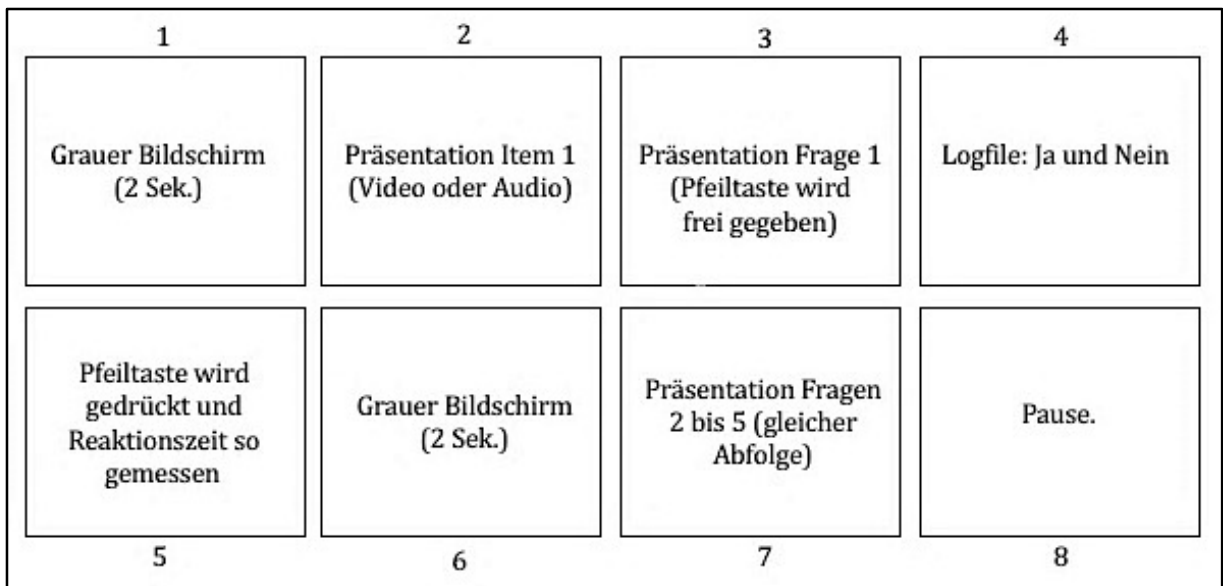 1
2
3
4
Grauer Bildschirm
(2 Sek.)
Präsentation Item 1
(Video oder Audio)
Präsentation Frage 1
(Pfeiltaste wird
frei gegeben)
Logfile: Ja und Nein
Pfeiltaste wird
gedrückt und
Reaktionszeit so
gemessen
Grauer Bildschirm
(2 Sek.)
Präsentation Fragen
2 bis 5 (gleicher
Abfolge)
Pause.
5
6
7
8